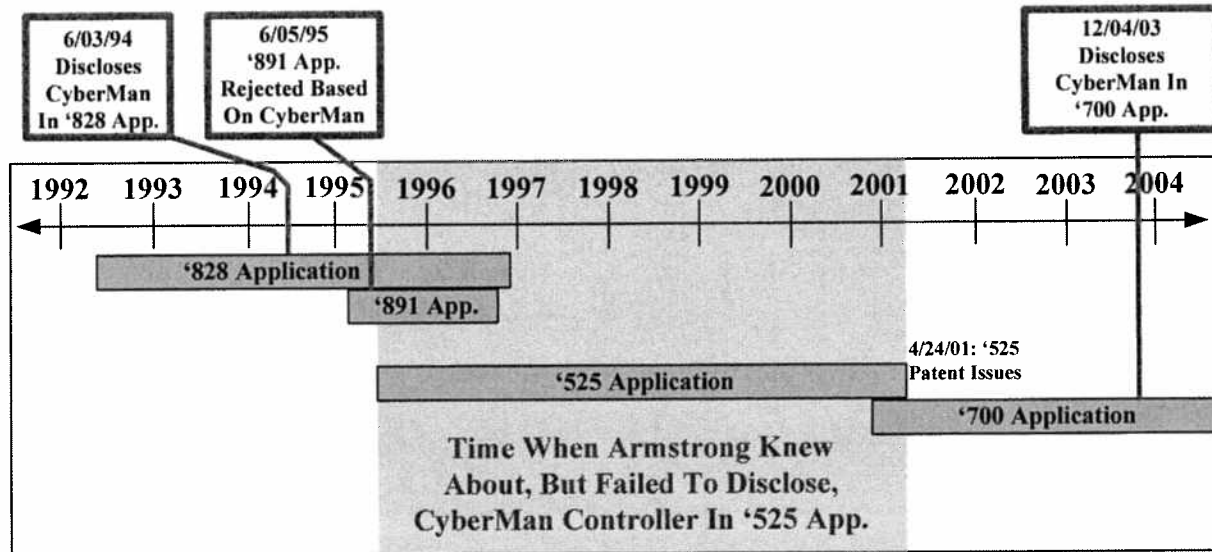 6/03/94
Discloses
CyberMan
In ‘828 App.
6/05/95
‘891 App.
Rejected Based
On CyberMan
12/04/03
Discloses
CyberMan In
‘700 App.
1992 1993 1994 1995 1996 1997 1998 1999 2000 2001 2002 2003 2004
‘828 Application
‘891 App.
‘525 Application
4/24/01: ‘525
Patent Issues
‘700 Application
Time When Armstrong Knew
About, But Failed To Disclose,
CyberMan Controller In ‘525 App.